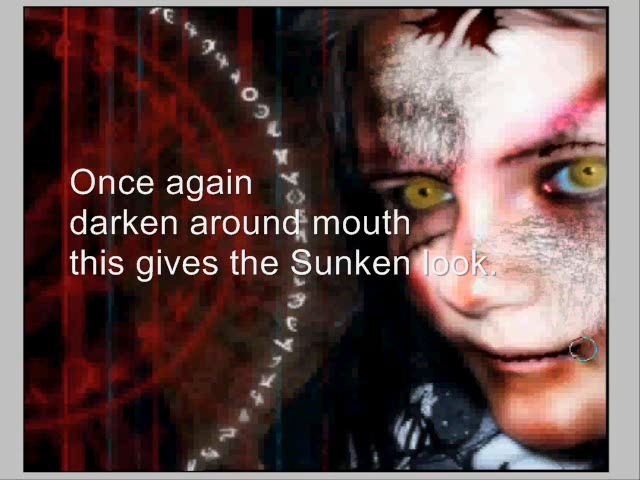 Once again
darken around mouth
this gives the Sunken look.